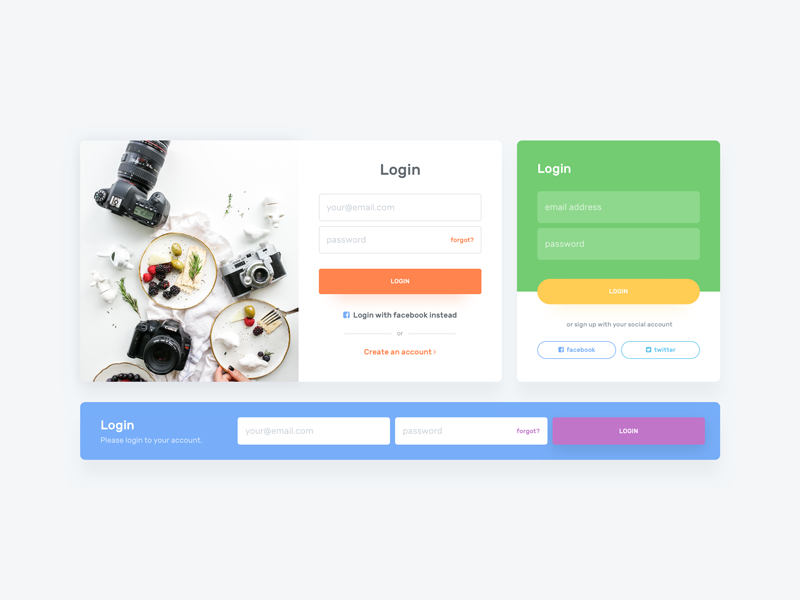 Login
your@email.com
password forgot?
LOGIN
Login with facebook instead
or
Create an account ›
Login
email address
password
LOGIN
or sign up with your social account
facebook twitter
Login
Please login to your account.
your@email.com
password forgot?
LOGIN